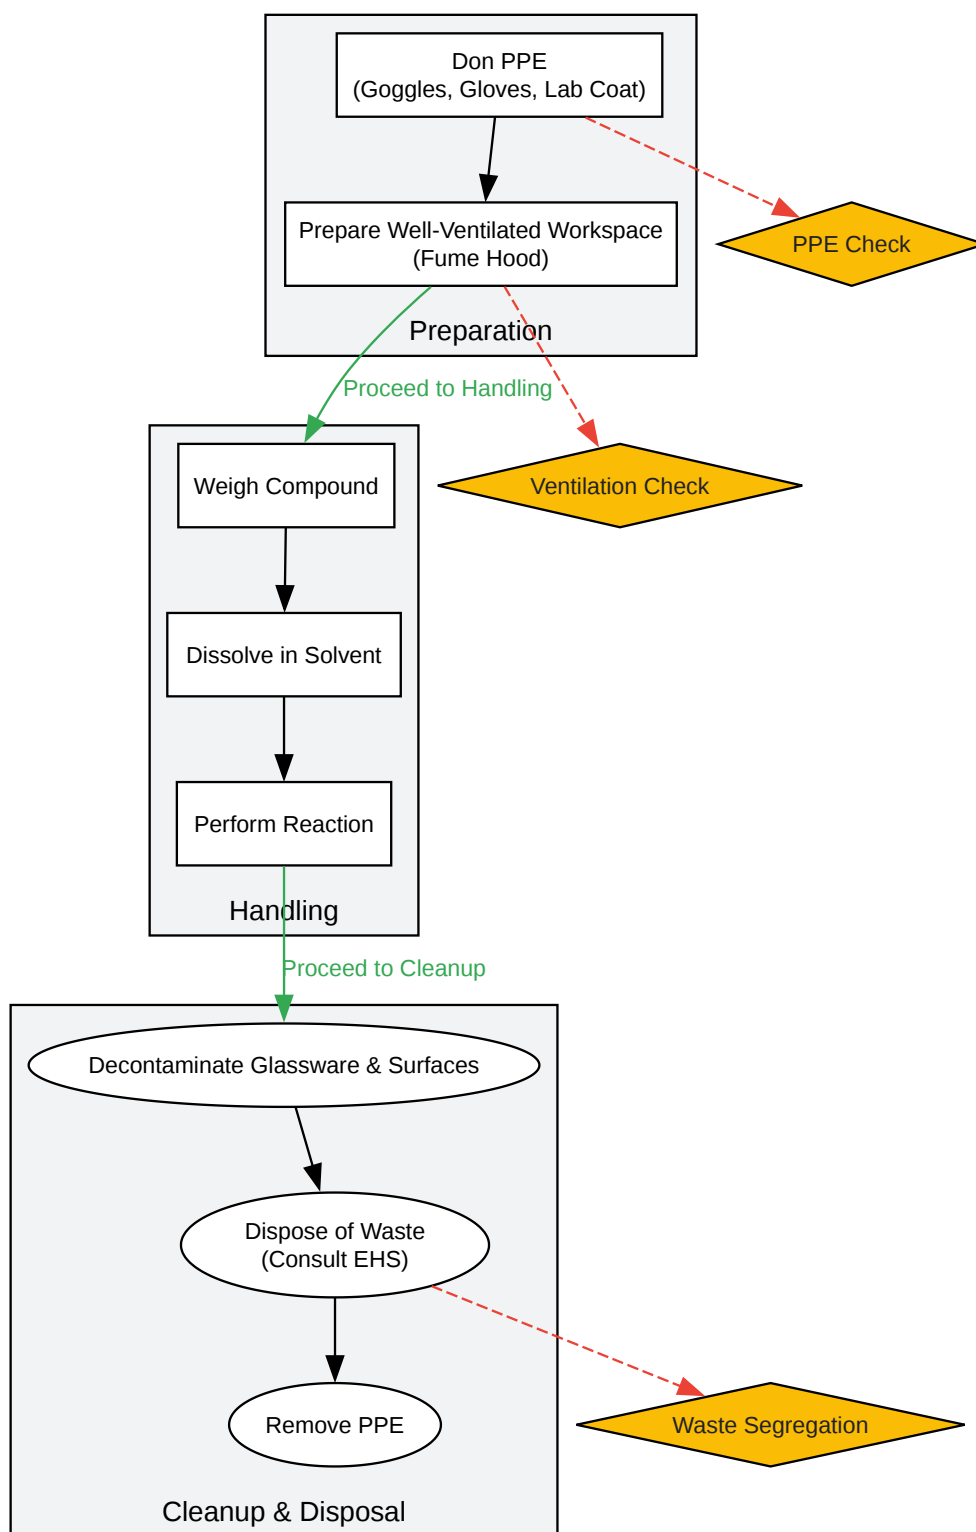 Don PPE
(Goggles, Gloves, Lab Coat)
Prepare Well-Ventilated Workspace
(Fume Hood)
PPE Check
Preparation
Proceed to Handling
Weigh Compound
Ventilation Check
Dissolve in Solvent
Perform Reaction
Handling
Proceed to Cleanup
Decontaminate Glassware & Surfaces
Dispose of Waste
(Consult EHS)
Remove PPE
Waste Segregation
Cleanup & Disposal